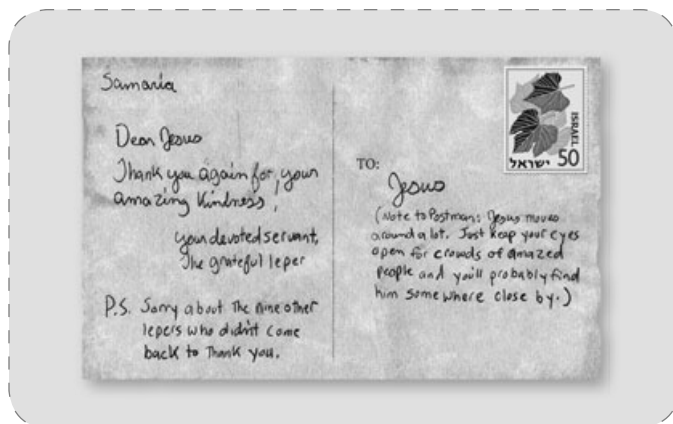 Samaria
Dear Jesus
Thank you again for, your
amazing kindness,
your devoted servant,
The grateful leper
P.S. Sorry about the nine other
lepers who didn't come
back to Thank you.
TO:
Jesus
(Note to Postman: Jesus moves
around a lot. Just keep your eyes
open for crowds of amazed
people and you'll probably find
him somewhere close by.)
ISRAEL
ישראל 50